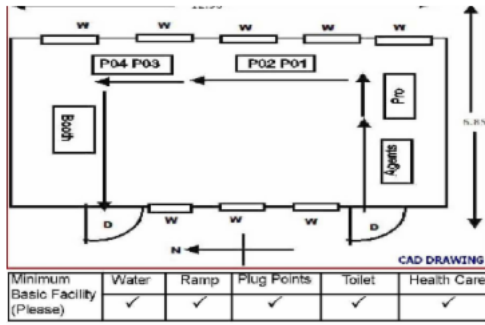 W W W W W
P04 P03 P02 P01
Pro
Booth
Agents
D W W W D
N
CAD DRAWING
Minimum Basic Facility (Please) Water Ramp Plug Points Toilet Health Care
✓ ✓ ✓ ✓ ✓